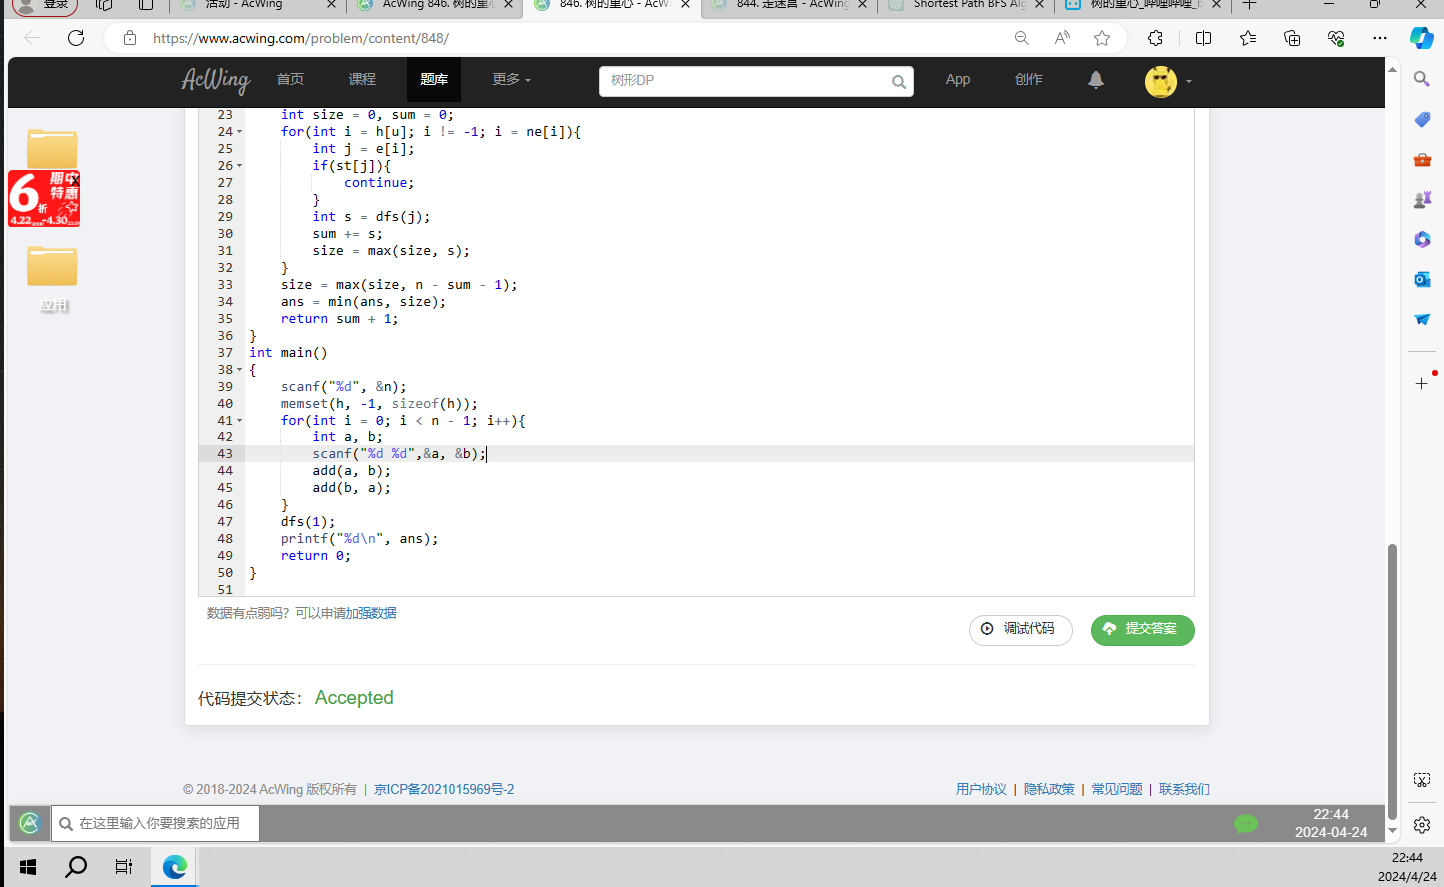 登录
活动 - AcWing
AcWing 846. 树的重心
846. 树的重心 - AcWi
844. 走迷宫 - AcWing
Shortest Path BFS Alg
树的重心_哔哩哔哩_b
https://www.acwing.com/problem/content/848/
AcWing
首页
课程
题库
更多
树形DP
App
创作
23 int size = 0, sum = 0;
24 for(int i = h[u]; i != -1; i = ne[i]){
25 int j = e[i];
26 if(st[j]){
27 continue;
28 }
29 int s = dfs(j);
30 sum += s;
31 size = max(size, s);
32 }
33 size = max(size, n - sum - 1);
34 ans = min(ans, size);
35 return sum + 1;
36 }
37 int main()
38 {
39 scanf("%d", &n);
40 memset(h, -1, sizeof(h));
41 for(int i = 0; i < n - 1; i++){
42 int a, b;
43 scanf("%d %d",&a, &b);
44 add(a, b);
45 add(b, a);
46 }
47 dfs(1);
48 printf("%d\n", ans);
49 return 0;
50 }
51
期中
特惠
X
6折
4.22
-4.30
应用
数据有点弱吗？可以申请加强数据
调试代码
提交答案
代码提交状态： Accepted
© 2018-2024 AcWing 版权所有 | 京ICP备2021015969号-2
用户协议 | 隐私政策 | 常见问题 | 联系我们
在这里输入你要搜索的应用
22:44
2024-04-24
22:44
2024/4/24